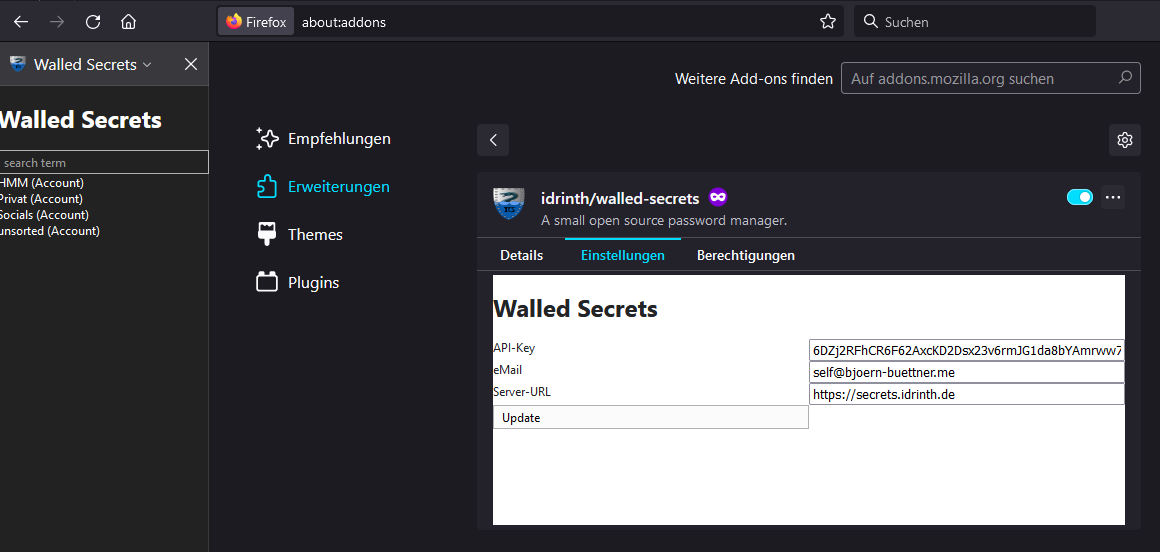 Firefox
about:addons
Suchen
Walled Secrets
Walled Secrets
search term
HMM (Account)
Privat (Account)
Socials (Account)
unsorted (Account)
Weitere Add-ons finden
Auf addons.mozilla.org suchen
Empfehlungen
Erweiterungen
Themes
Plugins
idrinth/walled-secrets
A small open source password manager.
Details
Einstellungen
Berechtigungen
Walled Secrets
API-Key
6DZj2RFhCR6F62AxcKD2Dsx23v6rmJG1da8bYAmrww7
eMail
self@bjoern-buettner.me
Server-URL
https://secrets.idrinth.de
Update